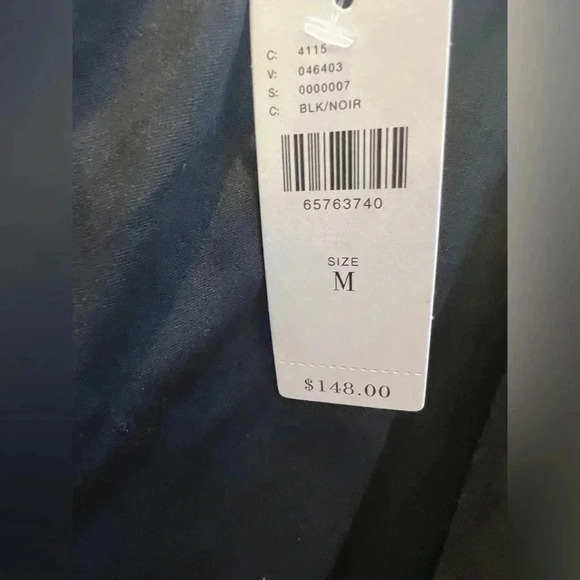 C: 4115
V: 046403
S: 0000007
C: BLK/NOIR
65763740
SIZE
M
$148.00